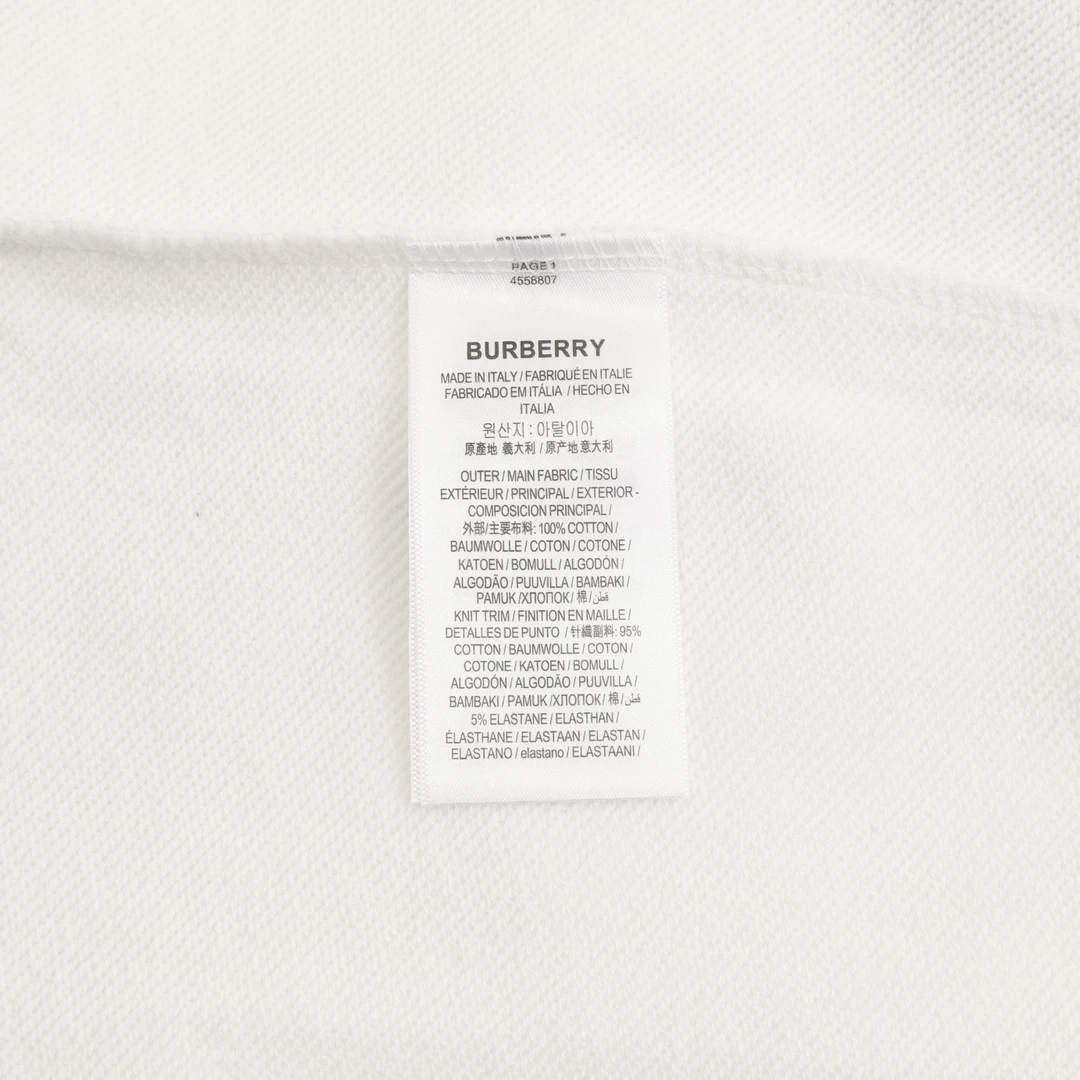 PAGE 1
4558807
BURBERRY
MADE IN ITALY / FABRIQUÉ EN ITALIE
FABRICADO EM ITÁLIA / HECHO EN
ITALIA
원산지 : 아탈이아
原產地 義大利 / 原产地 意大利
OUTER / MAIN FABRIC / TISSU
EXTÉRIEUR / PRINCIPAL / EXTERIOR -
COMPOSICION PRINCIPAL /
外部/主要布料: 100% COTTON /
BAUMWOLLE / COTON / COTONE /
KATOEN / BOMULL / ALGODÓN /
ALGODÃO / PUUVILLA / BAMBAKI /
PAMUK /ХЛОПОК/ 棉 /قطن
KNIT TRIM / FINITION EN MAILLE /
DETALLES DE PUNTO / 针織副料: 95%
COTTON / BAUMWOLLE / COTON /
COTONE / KATOEN / BOMULL /
ALGODÓN / ALGODÃO / PUUVILLA /
BAMBAKI / PAMUK /ХЛОПОК/ 棉 /قطن
5% ELASTANE / ELASTHAN /
ÉLASTHANE / ELASTAAN / ELASTAN /
ELASTANO / elastano / ELASTAANI /